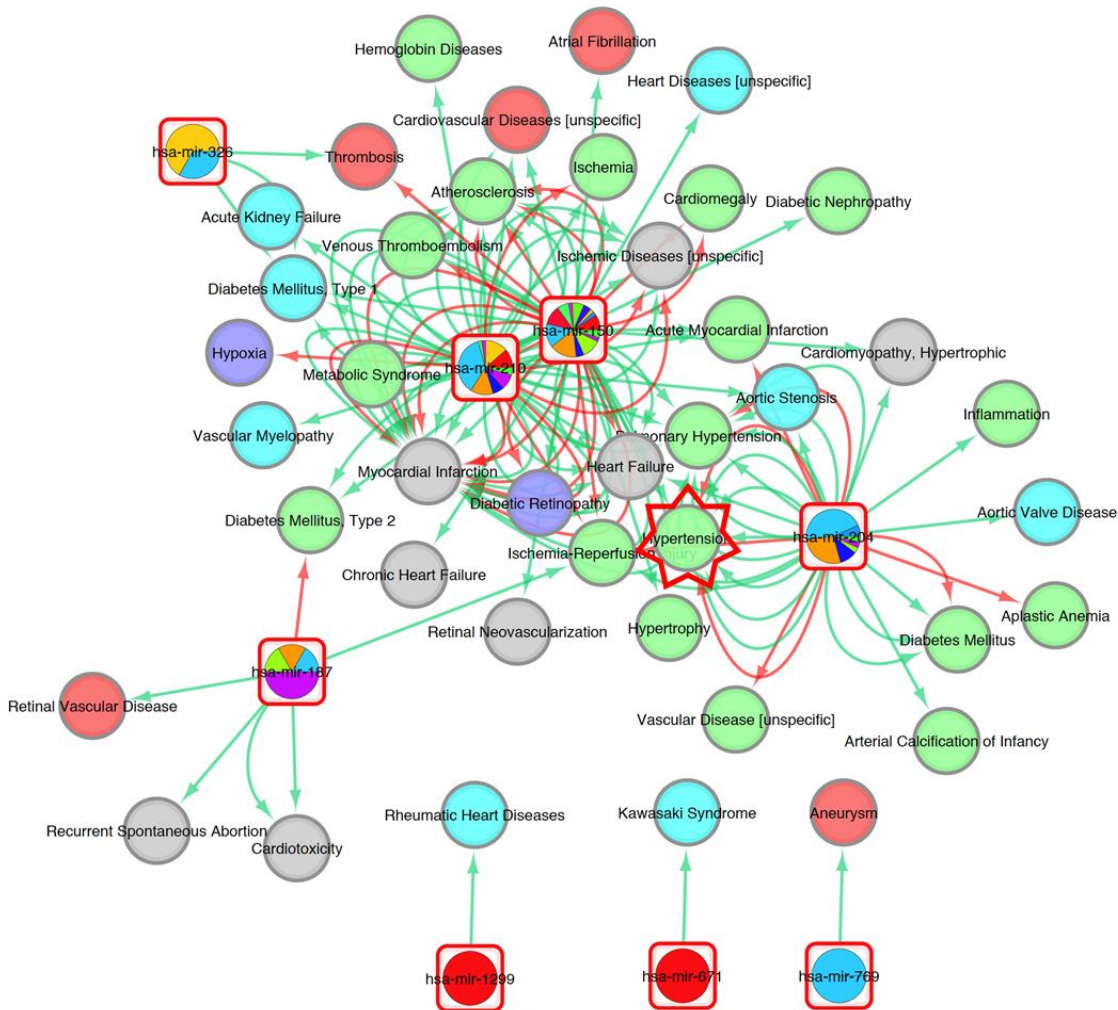 Hemoglobin Diseases
Atrial Fibrillation
Heart Diseases [unspecific]
Cardiovascular Diseases [unspecific]
hsa-mir-326
Thrombosis
Ischemia
Atherosclerosis
Cardiomegaly
Diabetic Nephropathy
Acute Kidney Failure
Venous Thromboembolism
Ischemic Diseases [unspecific]
Diabetes Mellitus, Type 1
hsa-mir-150
Acute Myocardial Infarction
Hypoxia
Cardiomyopathy, Hypertrophic
hsa-mir-210
Metabolic Syndrome
Aortic Stenosis
Inflammation
Vascular Myelopathy
Pulmonary Hypertension
Myocardial Infarction
Heart Failure
Diabetic Retinopathy
Aortic Valve Disease
Diabetes Mellitus, Type 2
Hypertension
hsa-mir-204
Ischemia-Reperfusion Injury
Chronic Heart Failure
Aplastic Anemia
Retinal Neovascularization
Hypertrophy
Diabetes Mellitus
hsa-mir-187
Retinal Vascular Disease
Vascular Disease [unspecific]
Arterial Calcification of Infancy
Rheumatic Heart Diseases
Kawasaki Syndrome
Aneurysm
Recurrent Spontaneous Abortion
Cardiotoxicity
hsa-mir-1299
hsa-mir-671
hsa-mir-769